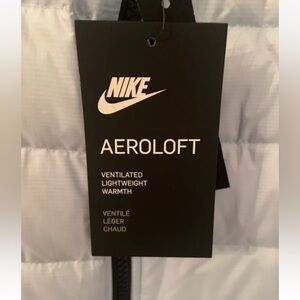 NIKE
AEROLOFT
VENTILATED
LIGHTWEIGHT
WARMTH
VENTILÉ
LÉGER
CHAUD